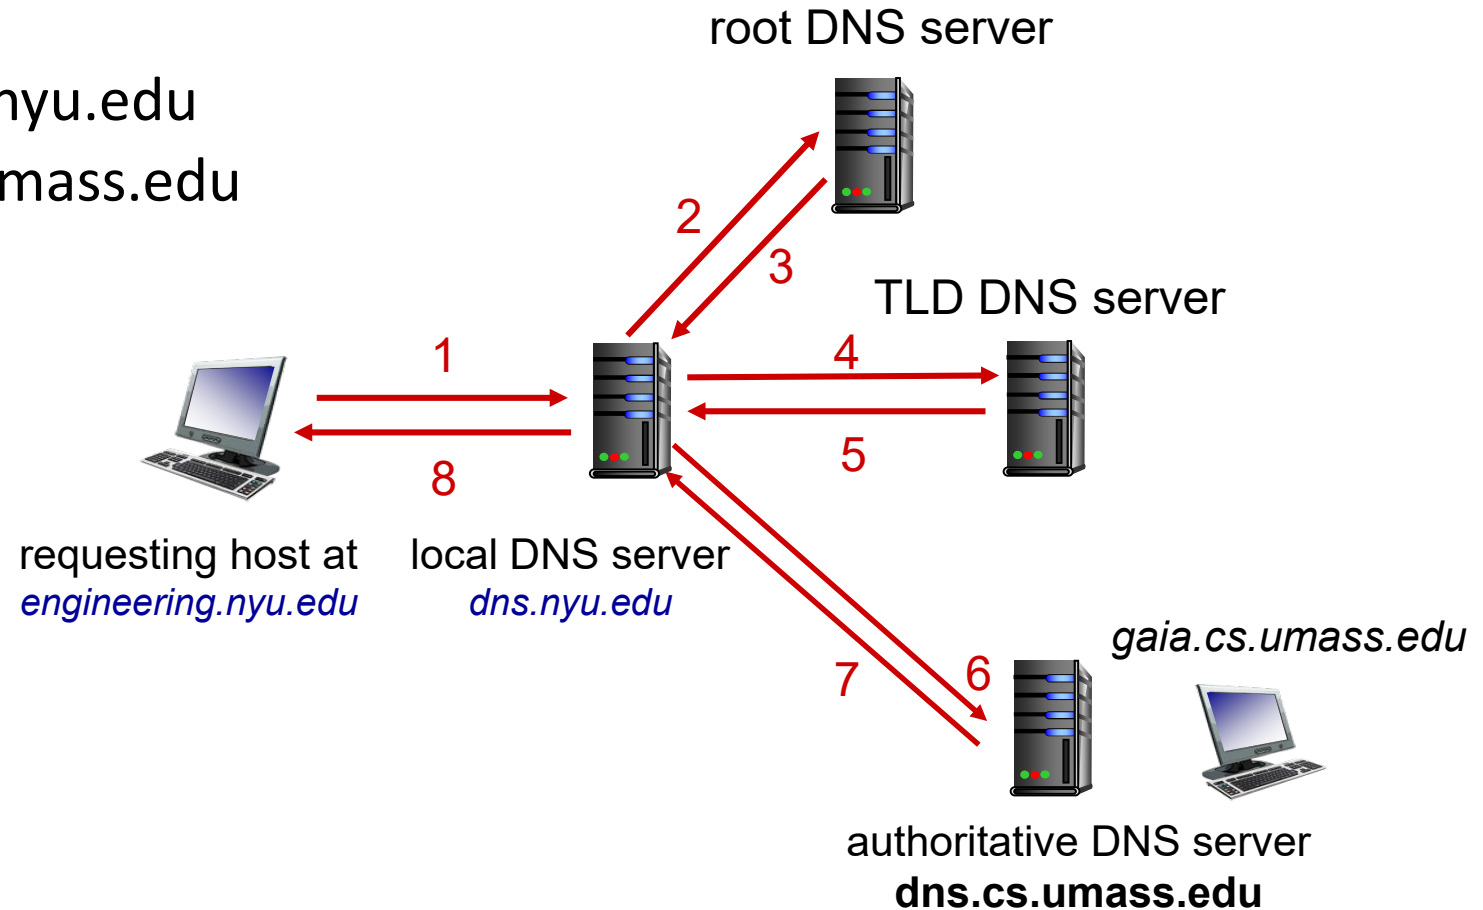 root DNS server
nyu.edu
mass.edu
2
3
TLD DNS server
1
4
5
8
requesting host at
engineering.nyu.edu
local DNS server
dns.nyu.edu
gaia.cs.umass.edu
6
7
authoritative DNS server
dns.cs.umass.edu